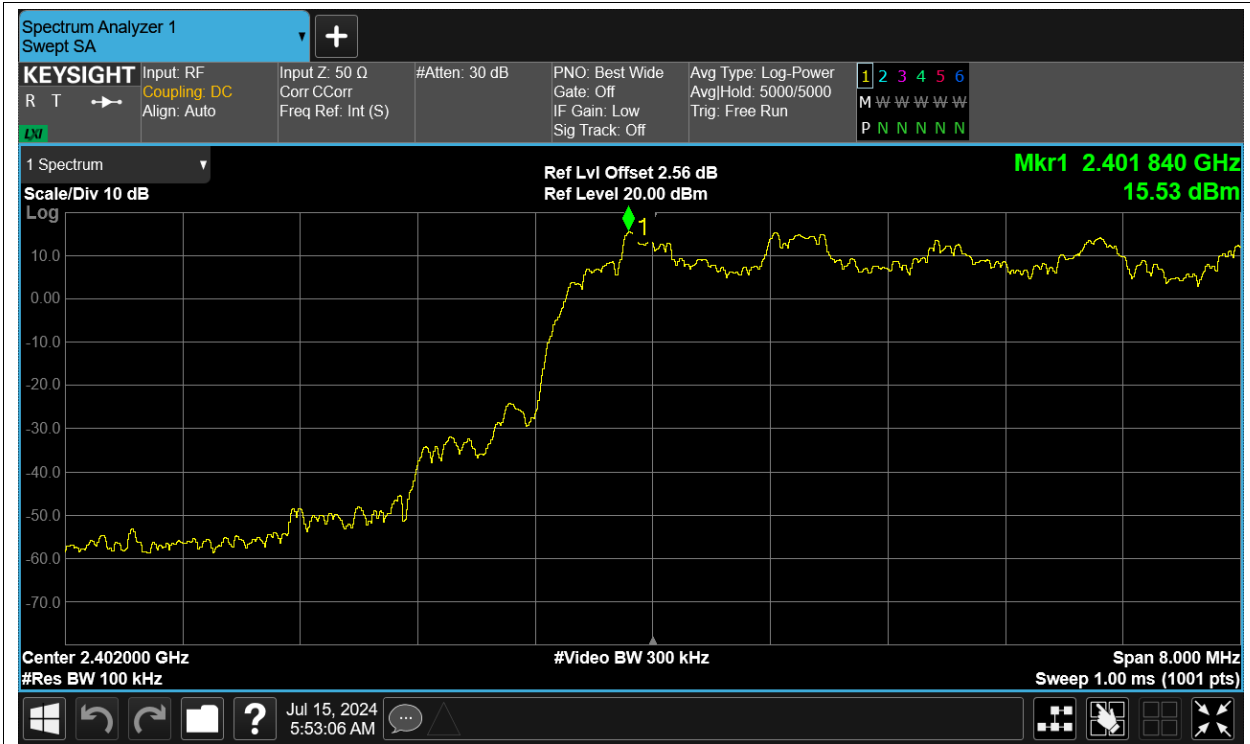 Spectrum Analyzer 1
Swept SA
+
KEYSIGHT
R T
LXI
Input: RF
Coupling: DC
Align: Auto
Input Z: 50 Ω
Corr CCorr
Freq Ref: Int (S)
#Atten: 30 dB
PNO: Best Wide
Gate: Off
IF Gain: Low
Sig Track: Off
Avg Type: Log-Power
Avg|Hold: 5000/5000
Trig: Free Run
1 2 3 4 5 6
M W W W W W
P N N N N N
1 Spectrum
Scale/Div 10 dB
Log
Ref Lvl Offset 2.56 dB
Ref Level 20.00 dBm
Mkr1 2.401 840 GHz
15.53 dBm
1
10.0
0.00
-10.0
-20.0
-30.0
-40.0
-50.0
-60.0
-70.0
Center 2.402000 GHz
#Video BW 300 kHz
Span 8.000 MHz
#Res BW 100 kHz
Sweep 1.00 ms (1001 pts)
?
Jul 15, 2024
5:53:06 AM